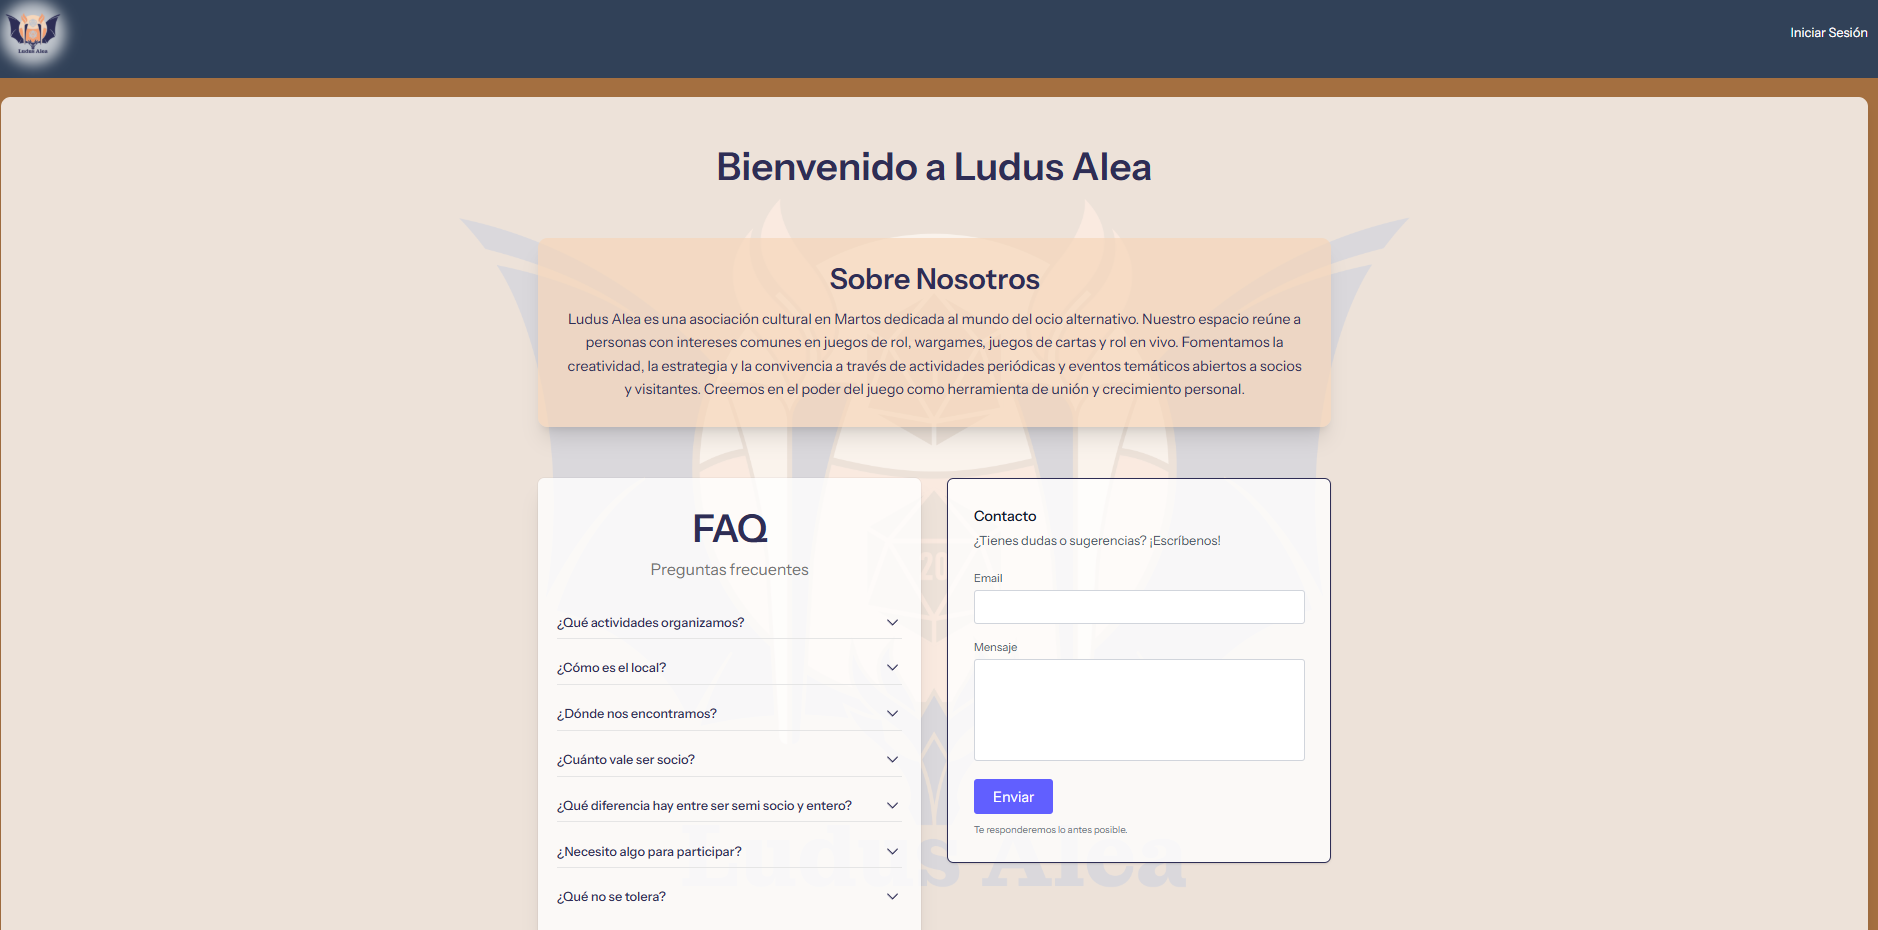 Ludus Alea
Iniciar Sesión
Bienvenido a Ludus Alea
Sobre Nosotros
Ludus Alea es una asociación cultural en Martos dedicada al mundo del ocio alternativo. Nuestro espacio reúne a
personas con intereses comunes en juegos de rol, wargames, juegos de cartas y rol en vivo. Fomentamos la
creatividad, la estrategia y la convivencia a través de actividades periódicas y eventos temáticos abiertos a socios
y visitantes. Creemos en el poder del juego como herramienta de unión y crecimiento personal.
FAQ
Preguntas frecuentes
¿Qué actividades organizamos?
¿Cómo es el local?
¿Dónde nos encontramos?
¿Cuánto vale ser socio?
¿Qué diferencia hay entre ser semi socio y entero?
¿Necesito algo para participar?
¿Qué no se tolera?
Contacto
¿Tienes dudas o sugerencias? ¡Escríbenos!
Email
Mensaje
Enviar
Te responderemos lo antes posible.
20
Ludus Alea